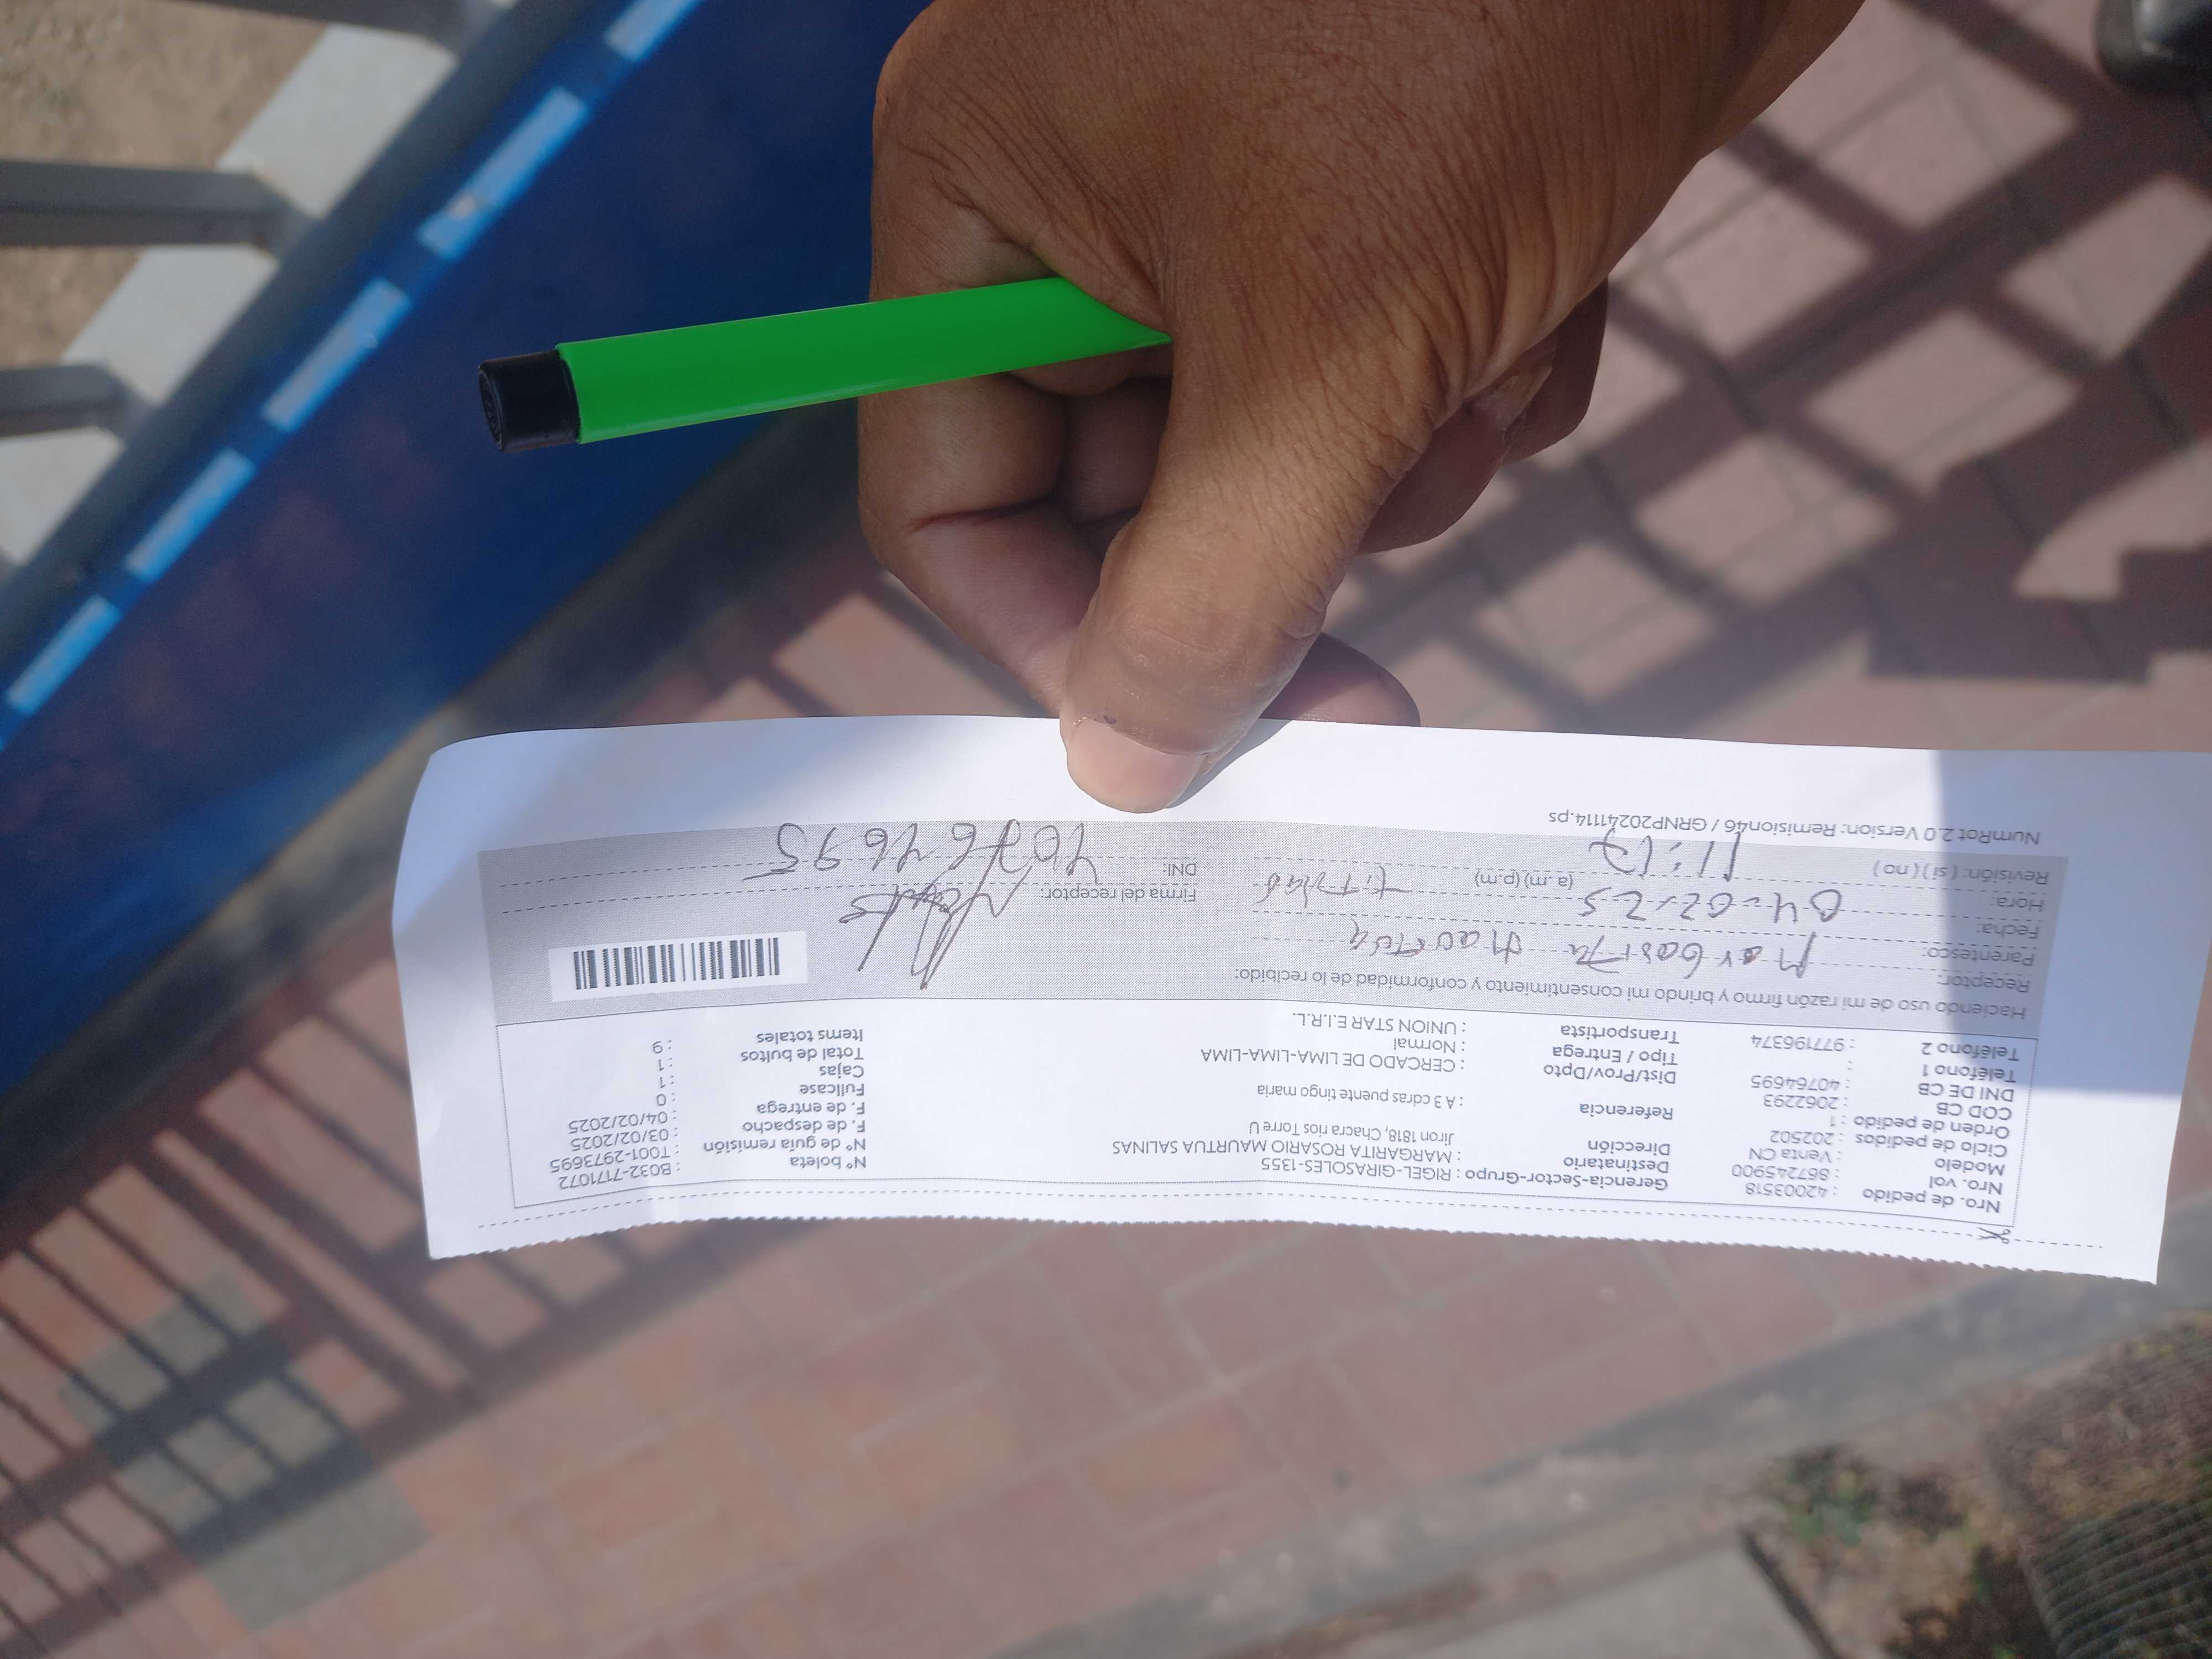 Nro. de pedido : 42003518
Nro. vol : 867245900
Modelo : Venta CN
Ciclo de pedidos : 202502
Orden de pedido : 1
COD CB : 2062293
DNI DE CB : 40764695
Teléfono 1 :
Teléfono 2 : 977196374
Gerencia-Sector-Grupo : RIGEL-GIRASOLES-1355
Destinatario : MARGARITA ROSARIO MAURTUA SALINAS
Dirección Jiron 1818, Chacra rios Torre U
Referencia : A 3 cdras puente tingo maria
Dist/Prov/Dpto : CERCADO DE LIMA-LIMA-LIMA
Tipo / Entrega : Normal
Transportista : UNION STAR E.I.R.L.
Nº boleta : B032-7171072
Nº de guía remisión : T001-2973695
F. de despacho : 03/02/2025
F. de entrega : 04/02/2025
Fullcase : 0
Cajas : 1
Total de bultos : 1
Items totales : 9
Haciendo uso de mi razón firmo y brindo mi consentimiento y conformidad de lo recibido:
Receptor: Maurtua
Parentesco:
Fecha: 04-02-25
Hora: 11:17 (a.m) (p.m)
Revisión: ( si ) ( no )
Firma del receptor:
DNI: 40764695
NumRot 2.0 Version: Remision46 / GRNP20241114.ps